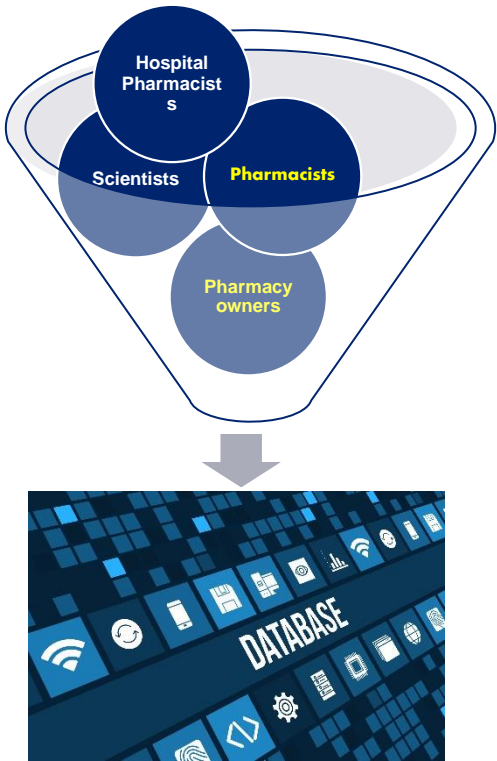 Hospital
Pharmacist
s
Scientists
Pharmacists
Pharmacy
owners
DATABASE